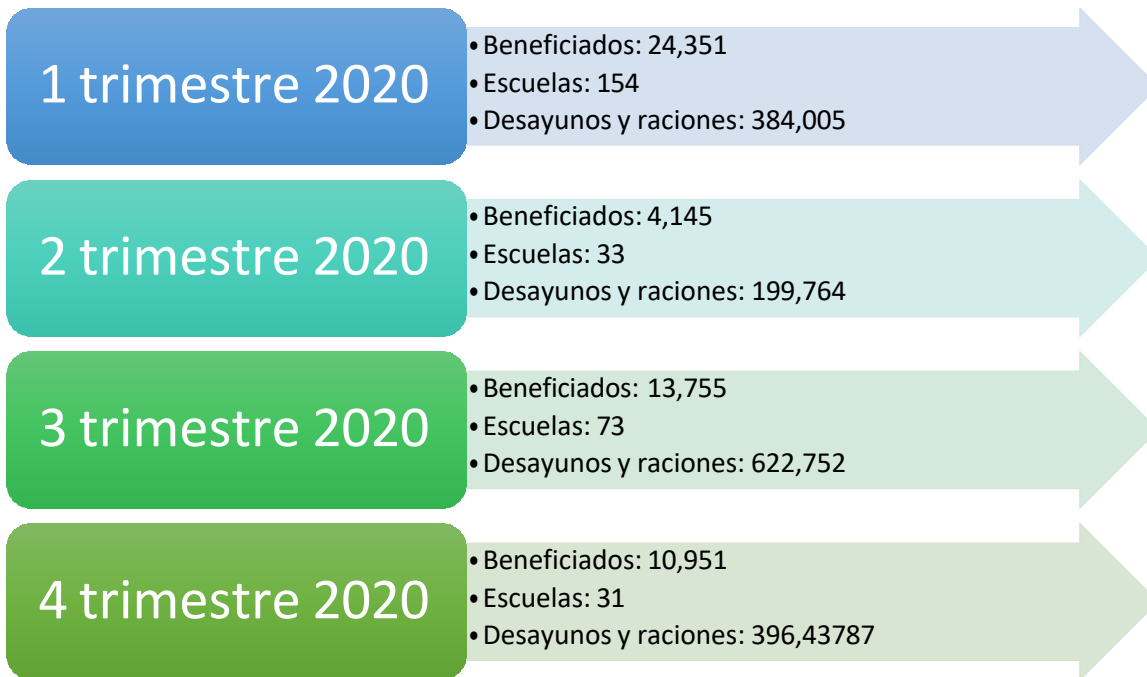 1 trimestre 2020
• Beneficiados: 24,351
• Escuelas: 154
• Desayunos y raciones: 384,005
2 trimestre 2020
• Beneficiados: 4,145
• Escuelas: 33
• Desayunos y raciones: 199,764
3 trimestre 2020
• Beneficiados: 13,755
• Escuelas: 73
• Desayunos y raciones: 622,752
4 trimestre 2020
• Beneficiados: 10,951
• Escuelas: 31
• Desayunos y raciones: 396,43787